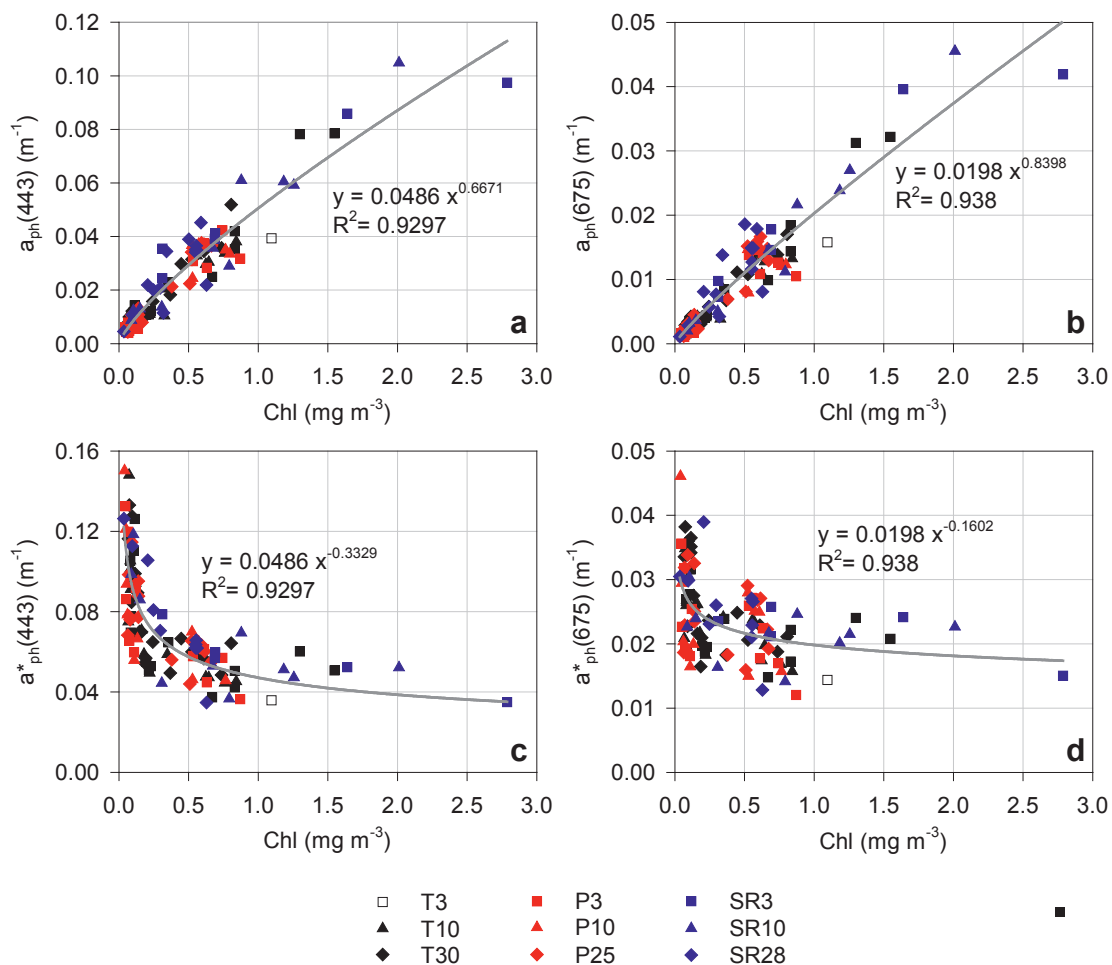 0.12
0.10
0.08
0.06
0.04
0.02
0.00
a_ph(443) (m⁻¹)
y = 0.0486 x^0.6671
R²= 0.9297
a
0.0 0.5 1.0 1.5 2.0 2.5 3.0
Chl (mg m⁻³)
0.05
0.04
0.03
0.02
0.01
0.00
a_ph(675) (m⁻¹)
y = 0.0198 x^0.8398
R²= 0.938
b
0.0 0.5 1.0 1.5 2.0 2.5 3.0
Chl (mg m⁻³)
0.16
0.12
0.08
0.04
0.00
a*_ph(443) (m⁻¹)
y = 0.0486 x^-0.3329
R²= 0.9297
c
0.0 0.5 1.0 1.5 2.0 2.5 3.0
Chl (mg m⁻³)
0.05
0.04
0.03
0.02
0.01
0.00
a*_ph(675) (m⁻¹)
y = 0.0198 x^-0.1602
R²= 0.938
d
0.0 0.5 1.0 1.5 2.0 2.5 3.0
Chl (mg m⁻³)
T3 P3 SR3
T10 P10 SR10
T30 P25 SR28